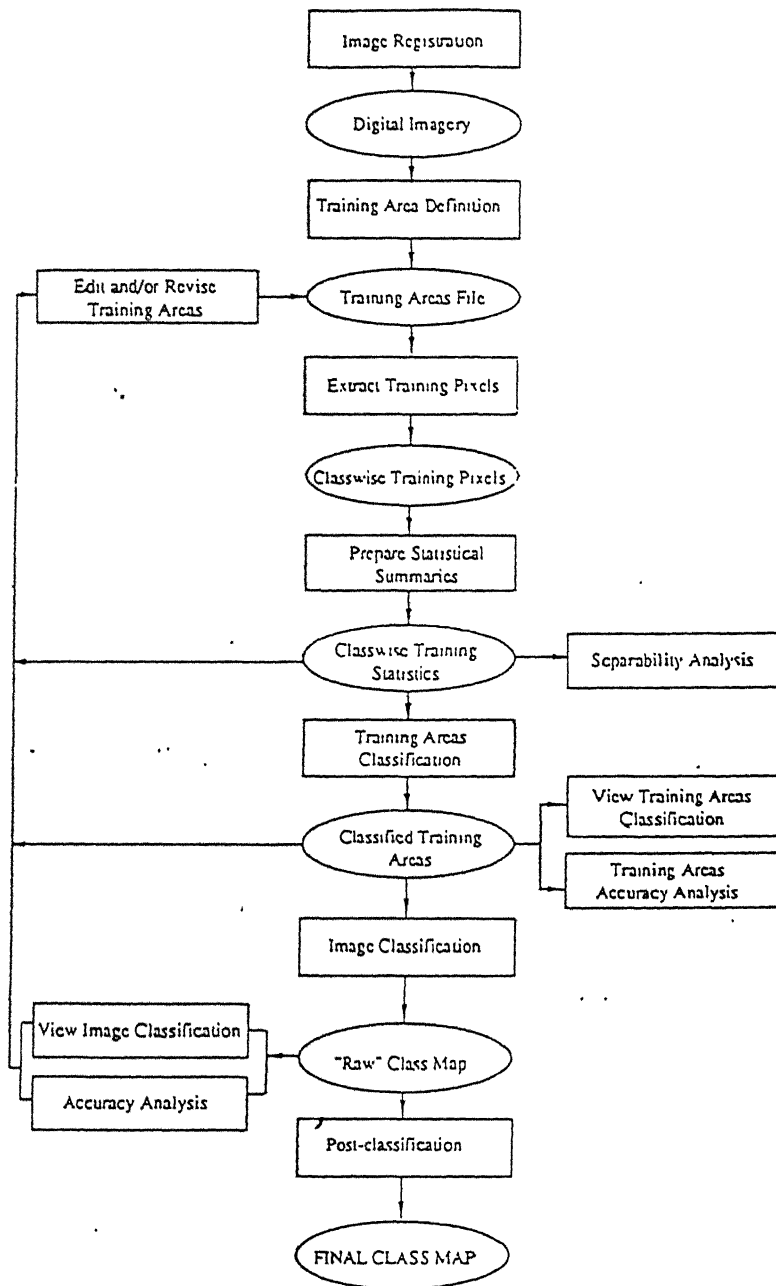 Image Registration
Digital Imagery
Training Area Definition
Edit and/or Revise
Training Areas
Training Areas File
Extract Training Pixels
Classwise Training Pixels
Prepare Statistical
Summaries
Classwise Training
Statistics
Separability Analysis
Training Areas
Classification
View Training Areas
Classification
Classified Training
Areas
Training Areas
Accuracy Analysis
Image Classification
View Image Classification
"Raw" Class Map
Accuracy Analysis
Post-classification
FINAL CLASS MAP